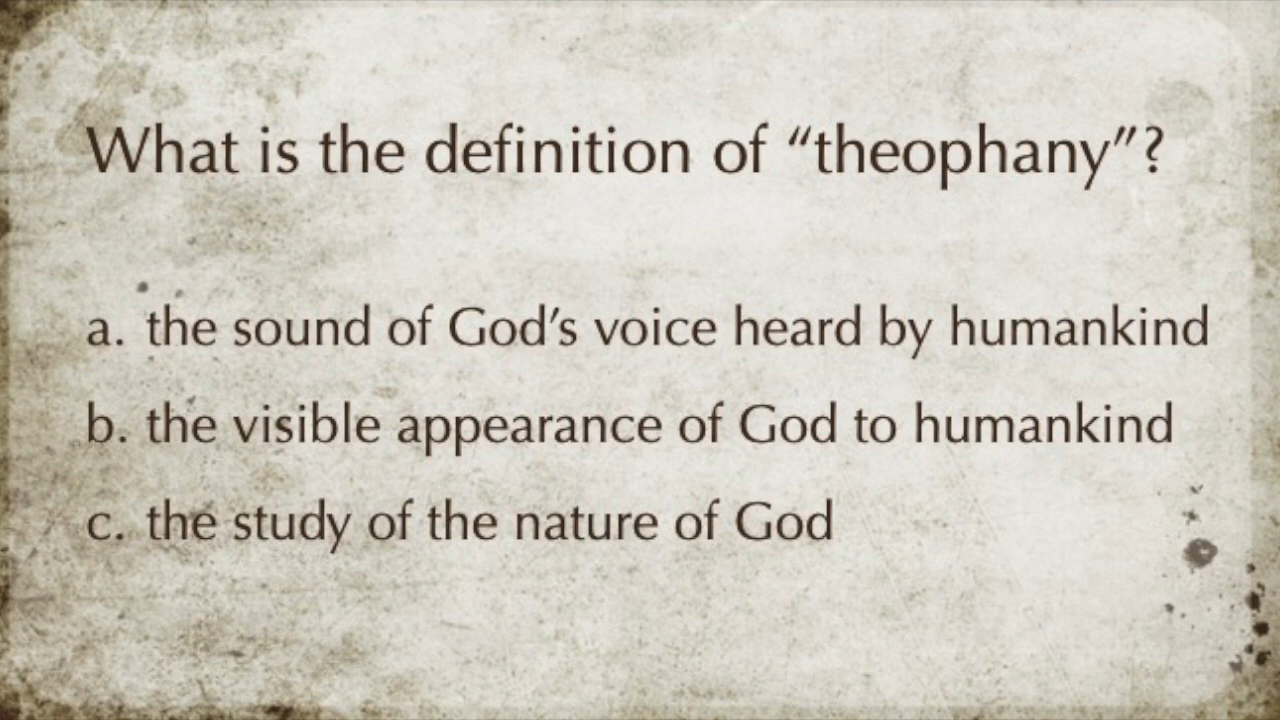 What is the definition of “theophany”?
a. the sound of God’s voice heard by humankind
b. the visible appearance of God to humankind
c. the study of the nature of God